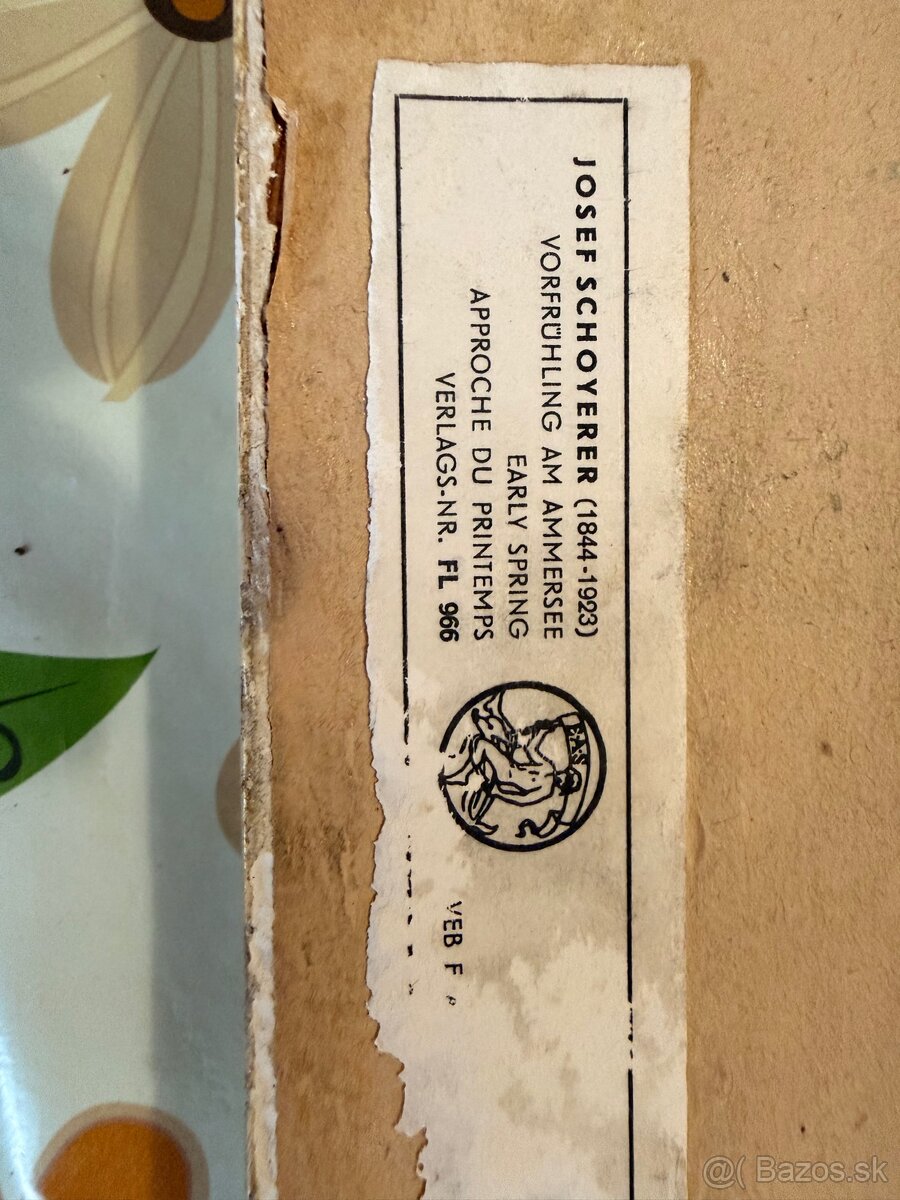 JOSEF SCHOYERER (1844-1923)
VORFRÜHLING AM AMMERSEE
EARLY SPRING
APPROCHE DU PRINTEMPS
VERLAGS-NR. FL 966
E.A.S
VEB F
@( Bazos.sk